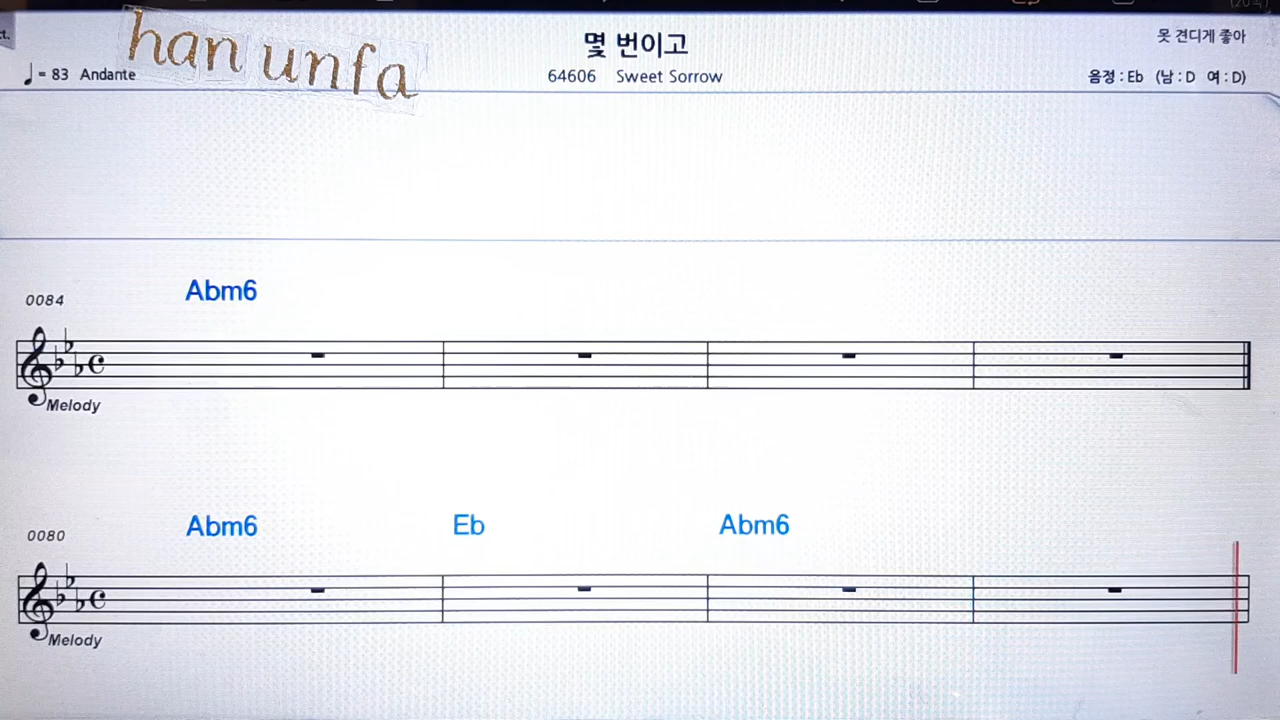 ct.
han unfa
몇 번이고
못 견디게 좋아
♩= 83 Andante
64606 Sweet Sorrow
음정 : Eb (남 : D 여 : D)
0084 Abm6
Melody
0080 Abm6 Eb Abm6
Melody